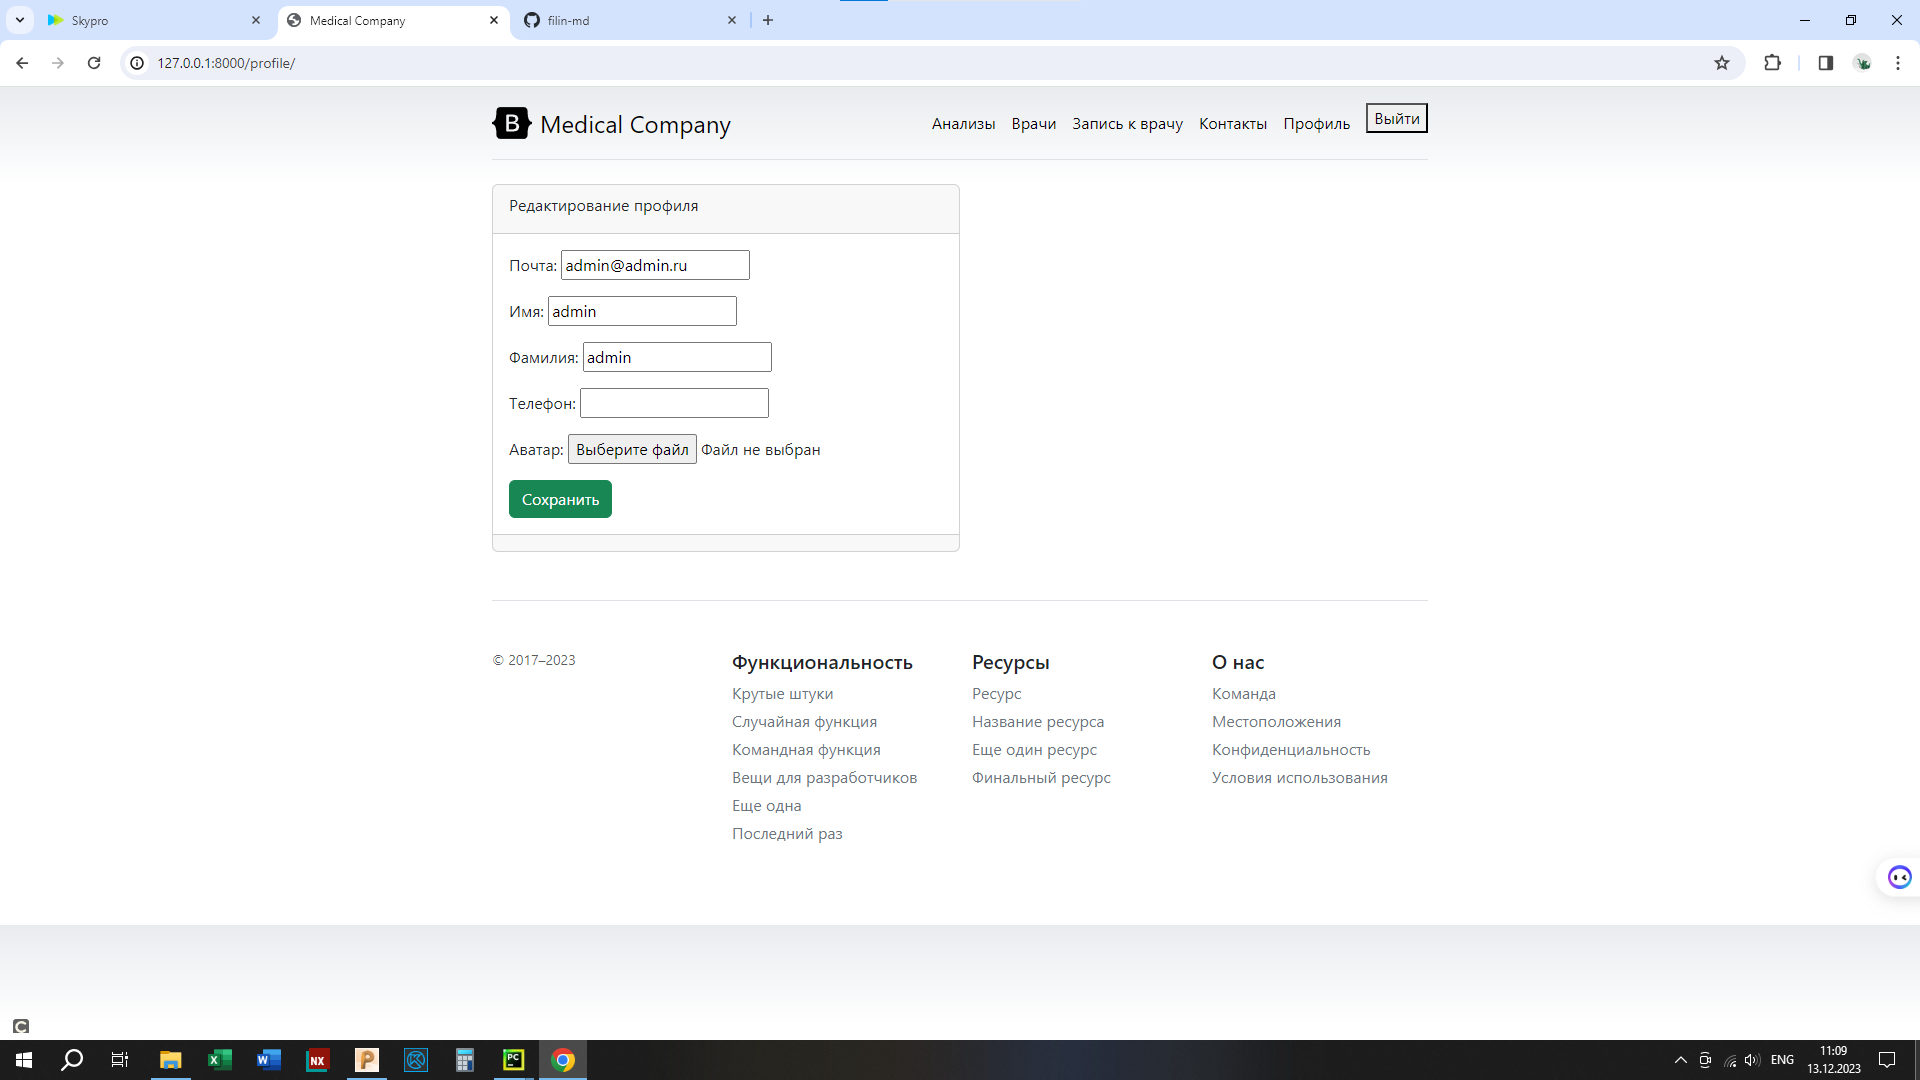 Skypro
Medical Company
filin-md
127.0.0.1:8000/profile/
B Medical Company
Анализы Врачи Запись к врачу Контакты Профиль Выйти
Редактирование профиля
Почта: admin@admin.ru
Имя: admin
Фамилия: admin
Телефон:
Аватар: Выберите файл Файл не выбран
Сохранить
© 2017–2023
Функциональность
Крутые штуки
Случайная функция
Командная функция
Вещи для разработчиков
Еще одна
Последний раз
Ресурсы
Ресурс
Название ресурса
Еще один ресурс
Финальный ресурс
О нас
Команда
Местоположения
Конфиденциальность
Условия использования
C
NX
P
PC
ENG
11:09
13.12.2023